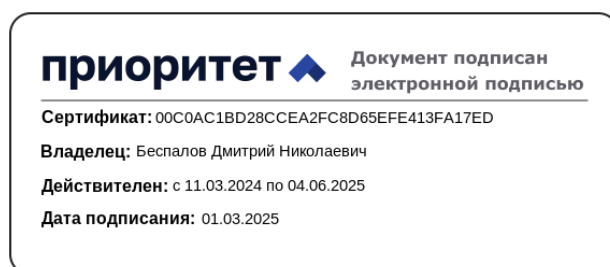 приоритет
Документ подписан
электронной подписью
Сертификат: 00C0AC1BD28CCEA2FC8D65EFE413FA17ED
Владелец: Беспалов Дмитрий Николаевич
Действителен: с 11.03.2024 по 04.06.2025
Дата подписания: 01.03.2025